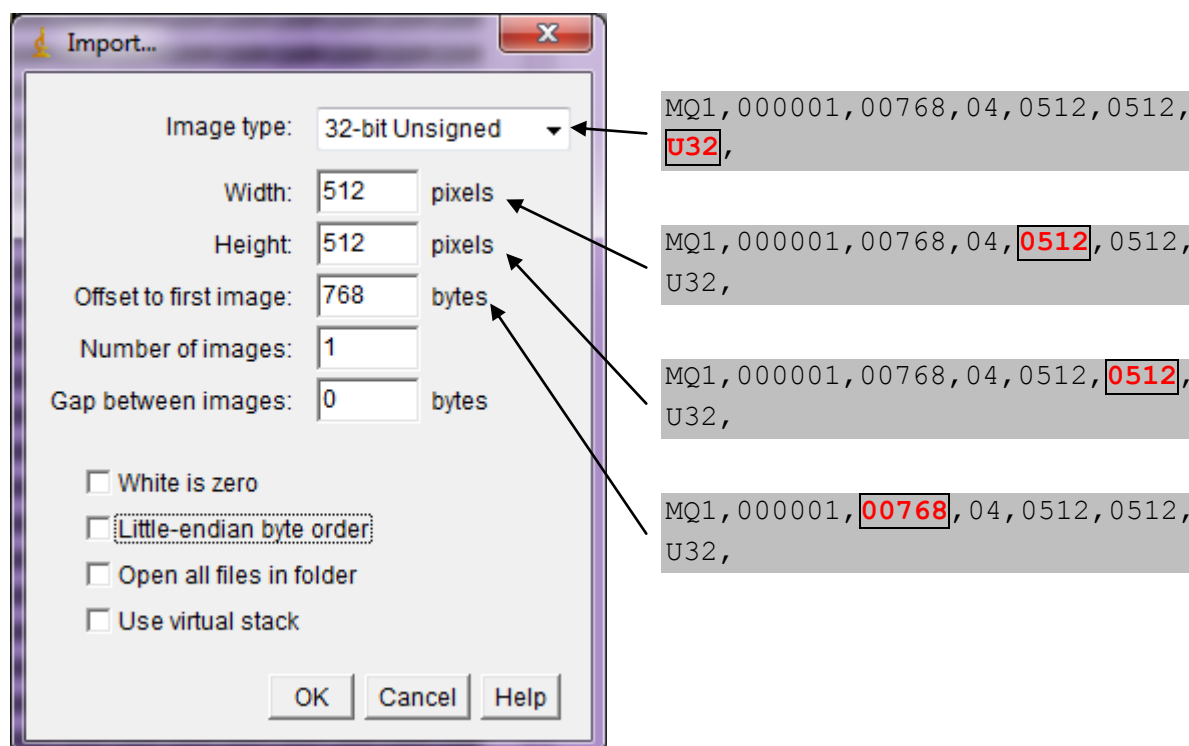 Import...
Image type: 32-bit Unsigned
Width: 512 pixels
Height: 512 pixels
Offset to first image: 768 bytes
Number of images: 1
Gap between images: 0 bytes
White is zero
Little-endian byte order
Open all files in folder
Use virtual stack
OK Cancel Help
MQ1,000001,00768,04,0512,0512,
U32,
MQ1,000001,00768,04,0512,0512,
U32,
MQ1,000001,00768,04,0512,0512,
U32,
MQ1,000001,00768,04,0512,0512,
U32,